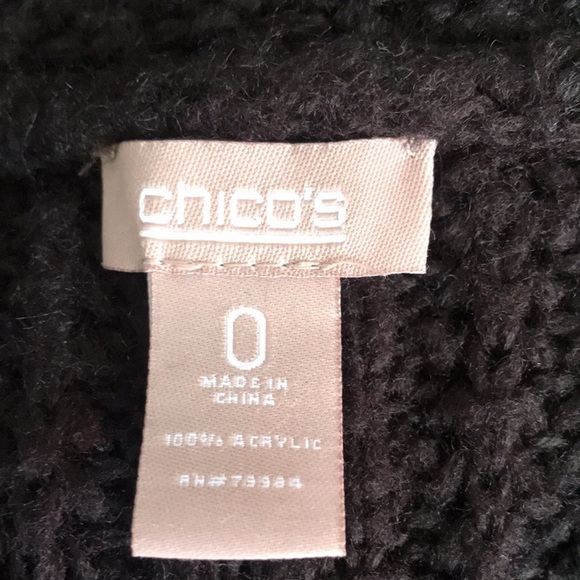 chico's
0
MADE IN
CHINA
100% ACRYLIC
RN#79984